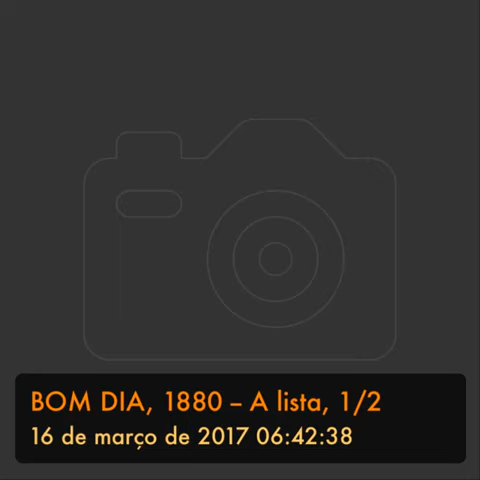 BOM DIA, 1880 – A lista, 1/2
16 de março de 2017 06:42:38